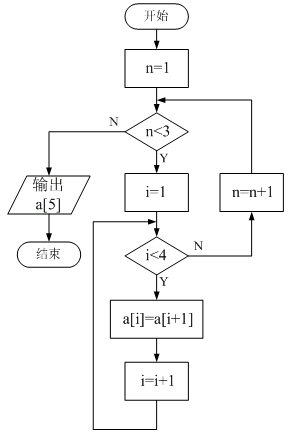 开始
n=1
N
n<3
Y
输出
a[5]
i=1
n=n+1
结束
i<4
N
Y
a[i]=a[i+1]
i=i+1